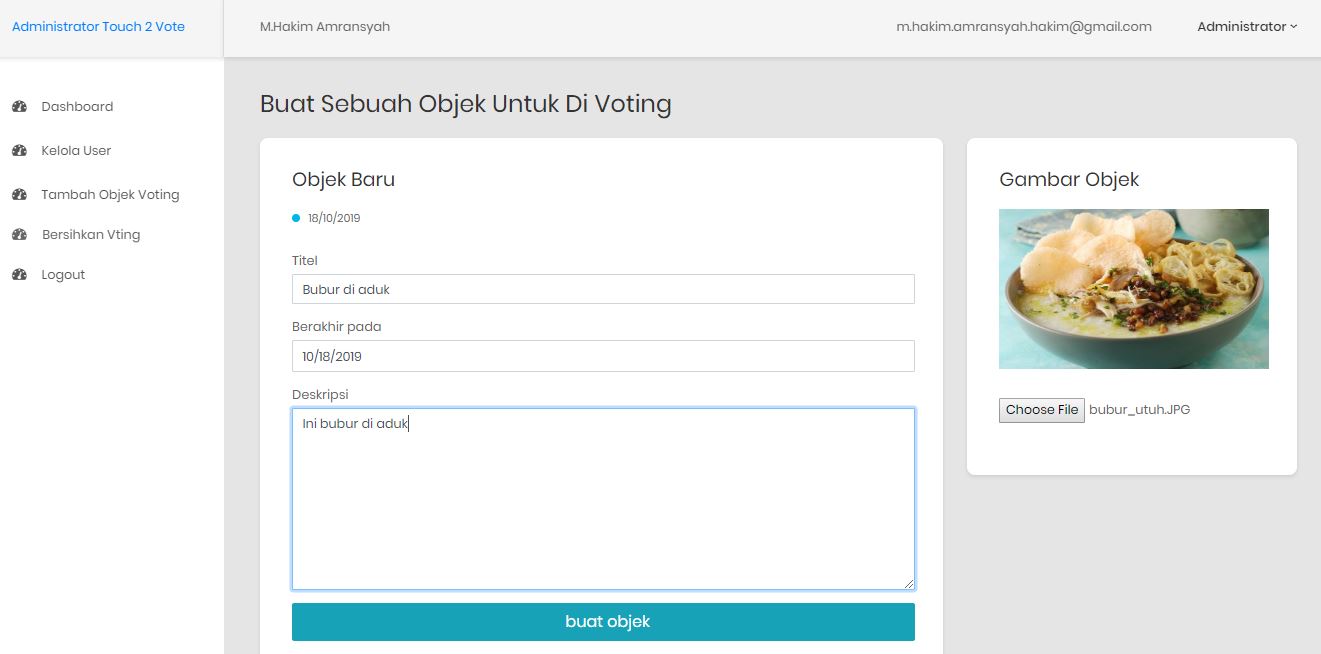 Administrator Touch 2 Vote
M.Hakim Amransyah
m.hakim.amransyah.hakim@gmail.com
Administrator
Dashboard
Kelola User
Tambah Objek Voting
Bersihkan Vting
Logout
Buat Sebuah Objek Untuk Di Voting
Objek Baru
18/10/2019
Titel
Bubur di aduk
Berakhir pada
10/18/2019
Deskripsi
Ini bubur di aduk
buat objek
Gambar Objek
Choose File bubur_utuh.JPG